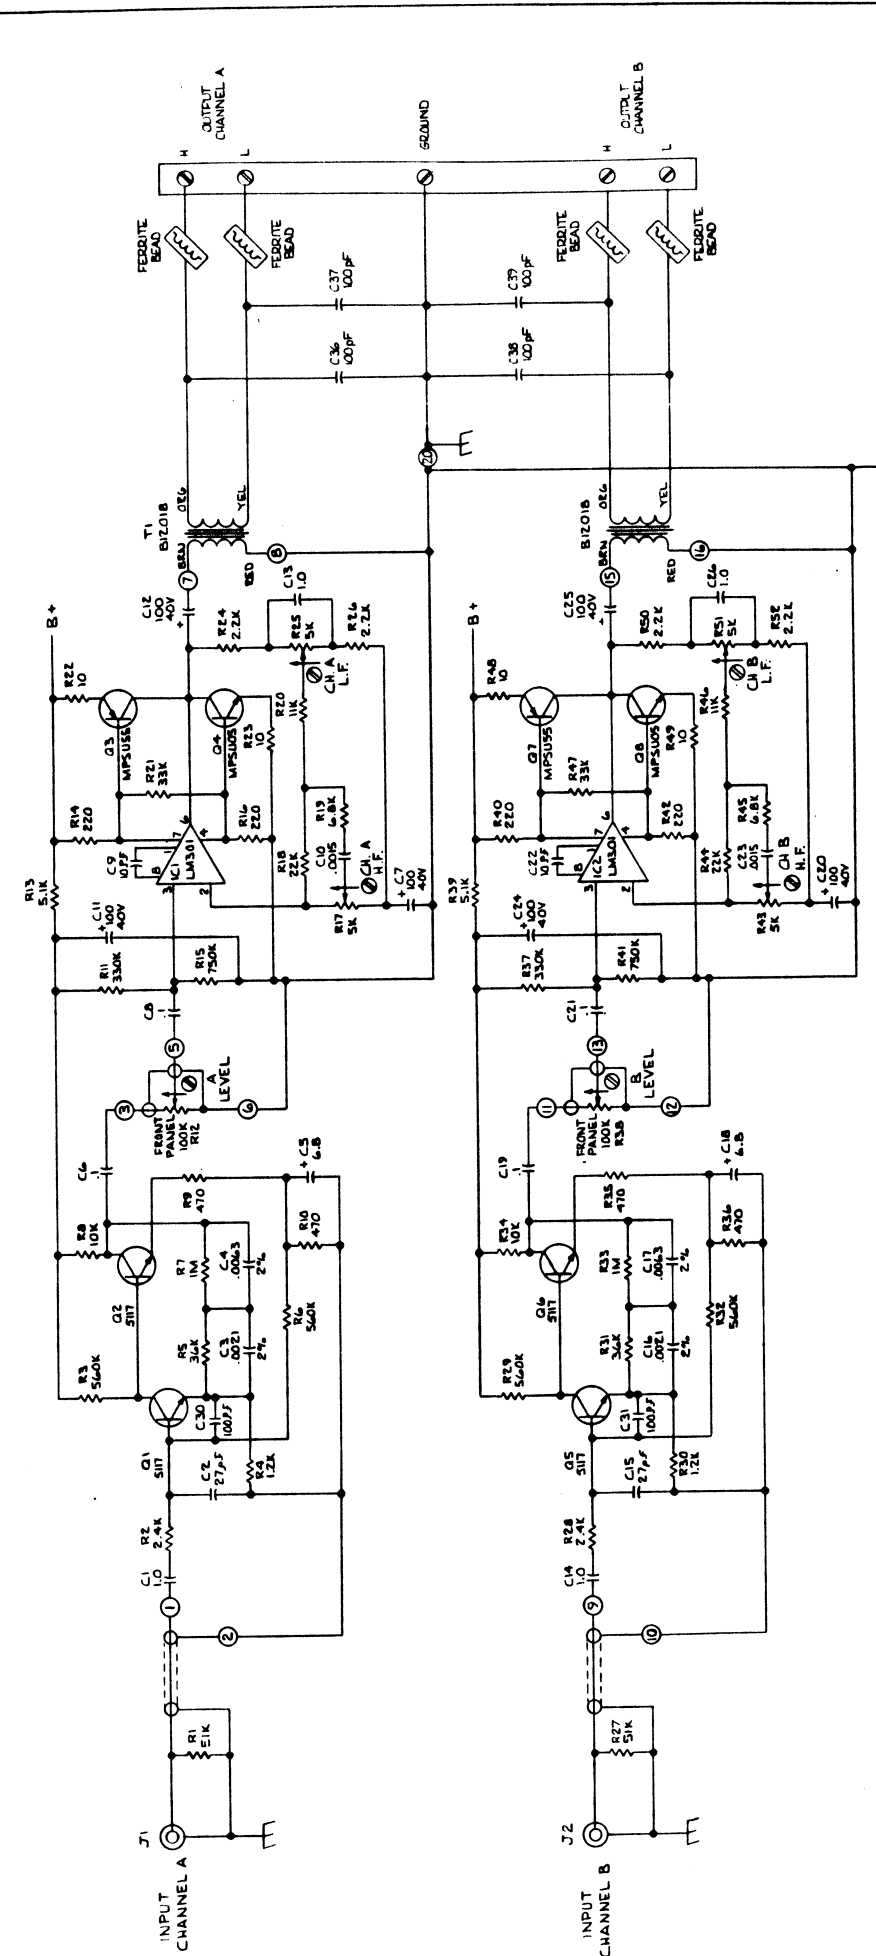 INPUT
CHANNEL A
J1
R1
51K
1
2
C1
1.0
R2
2.4K
Q1
5117
C2
27pF
R4
1.2K
C30
100PF
R3
560K
Q2
5117
R5
36K
C3
.0021
2%
R6
560K
R8
10K
R7
1M
C4
.0063
2%
R9
470
R10
470
C5
6.8
+
C6
.1
3
FRONT
PANEL
100K
R12
A
LEVEL
5
6
C8
.1
R11
330K
R15
750K
R13
5.1K
C11
100
40V
+
R14
220
C9
10PF
IC1
LM301
3
2
8
1
7
4
6
R16
220
R18
22K
R17
5K
C10
.0015
R19
6.8K
CH. A
H.F.
C7
100
40V
+
Q3
MPSU55
R21
33K
Q4
MPSU05
R22
10
R23
10
R20
11K
CH. A
L.F.
B+
R24
2.2K
R25
5K
C13
1.0
R26
2.2K
C12
100
40V
+
7
8
T1
B12018
BRN
RED
ORG
YEL
C36
100pF
C37
100pF
FERRITE
BEAD
FERRITE
BEAD
H
L
OUTPUT
CHANNEL A
20
GROUND
INPUT
CHANNEL B
J2
R27
51K
9
10
C14
1.0
R28
2.4K
Q5
5117
C15
27pF
R30
1.2K
C31
100PF
R29
560K
Q6
5117
R31
36K
C16
.0021
2%
R32
560K
R34
10K
R33
1M
C17
.0063
2%
R35
470
R36
470
C18
6.8
+
C19
.1
11
FRONT
PANEL
100K
R38
B
LEVEL
13
12
C21
.1
R37
330K
R41
750K
R39
5.1K
C24
100
40V
+
R40
220
C22
10PF
IC2
LM301
3
2
8
1
7
4
6
R42
220
R44
22K
R43
5K
C23
.0015
R45
6.8K
CH B
H.F.
C20
100
40V
+
Q7
MPSU55
R47
33K
Q8
MPSU05
R48
10
R49
10
R46
11K
CH B
L.F.
B+
R50
2.2K
R51
5K
C26
1.0
R52
2.2K
C25
100
40V
+
15
16
B12018
BRN
RED
ORG
YEL
C38
100pF
C39
100pF
FERRITE
BEAD
FERRITE
BEAD
H
L
OUTPUT
CHANNEL B